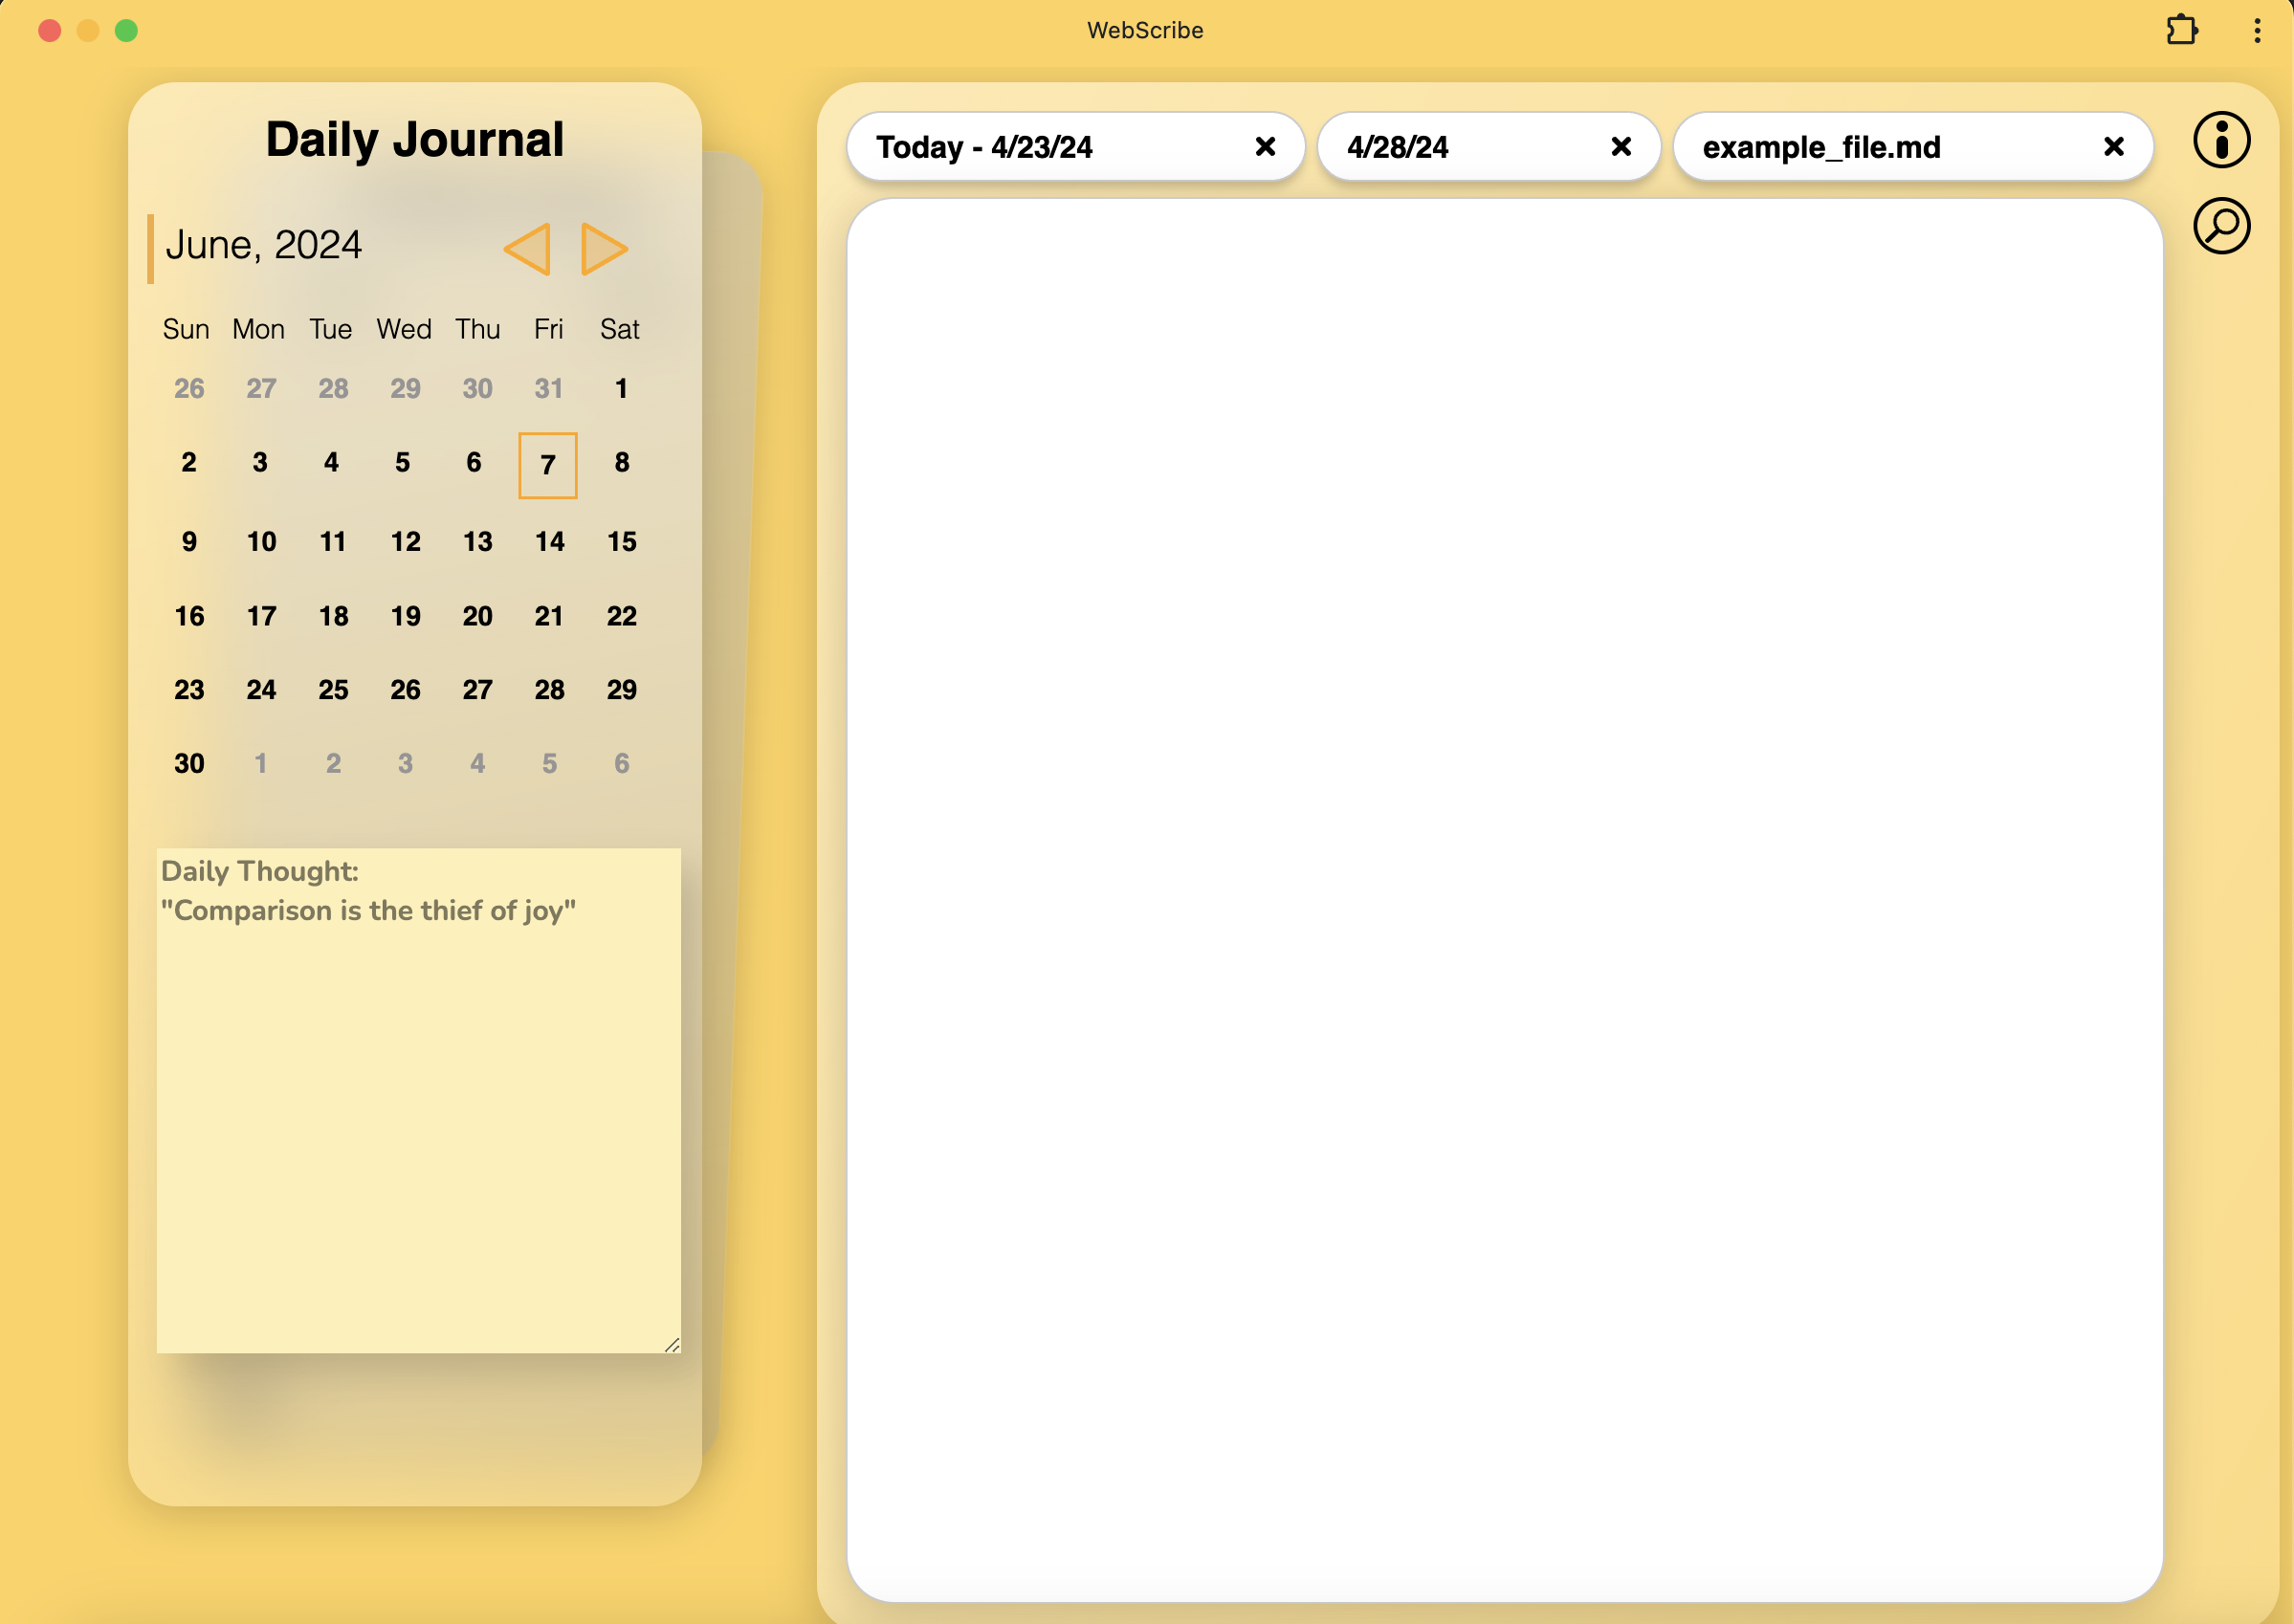 WebScribe
Daily Journal
June, 2024
Sun Mon Tue Wed Thu Fri Sat
26 27 28 29 30 31 1
2 3 4 5 6 7 8
9 10 11 12 13 14 15
16 17 18 19 20 21 22
23 24 25 26 27 28 29
30 1 2 3 4 5 6
Daily Thought:
"Comparison is the thief of joy"
Today - 4/23/24
4/28/24
example_file.md